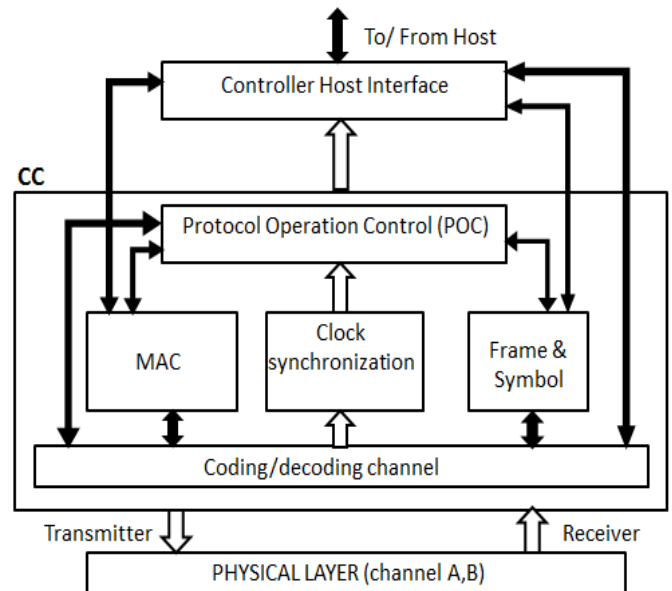 To/ From Host
Controller Host Interface
CC
Protocol Operation Control (POC)
MAC
Clock
synchronization
Frame &
Symbol
Coding/decoding channel
Transmitter
Receiver
PHYSICAL LAYER (channel A,B)